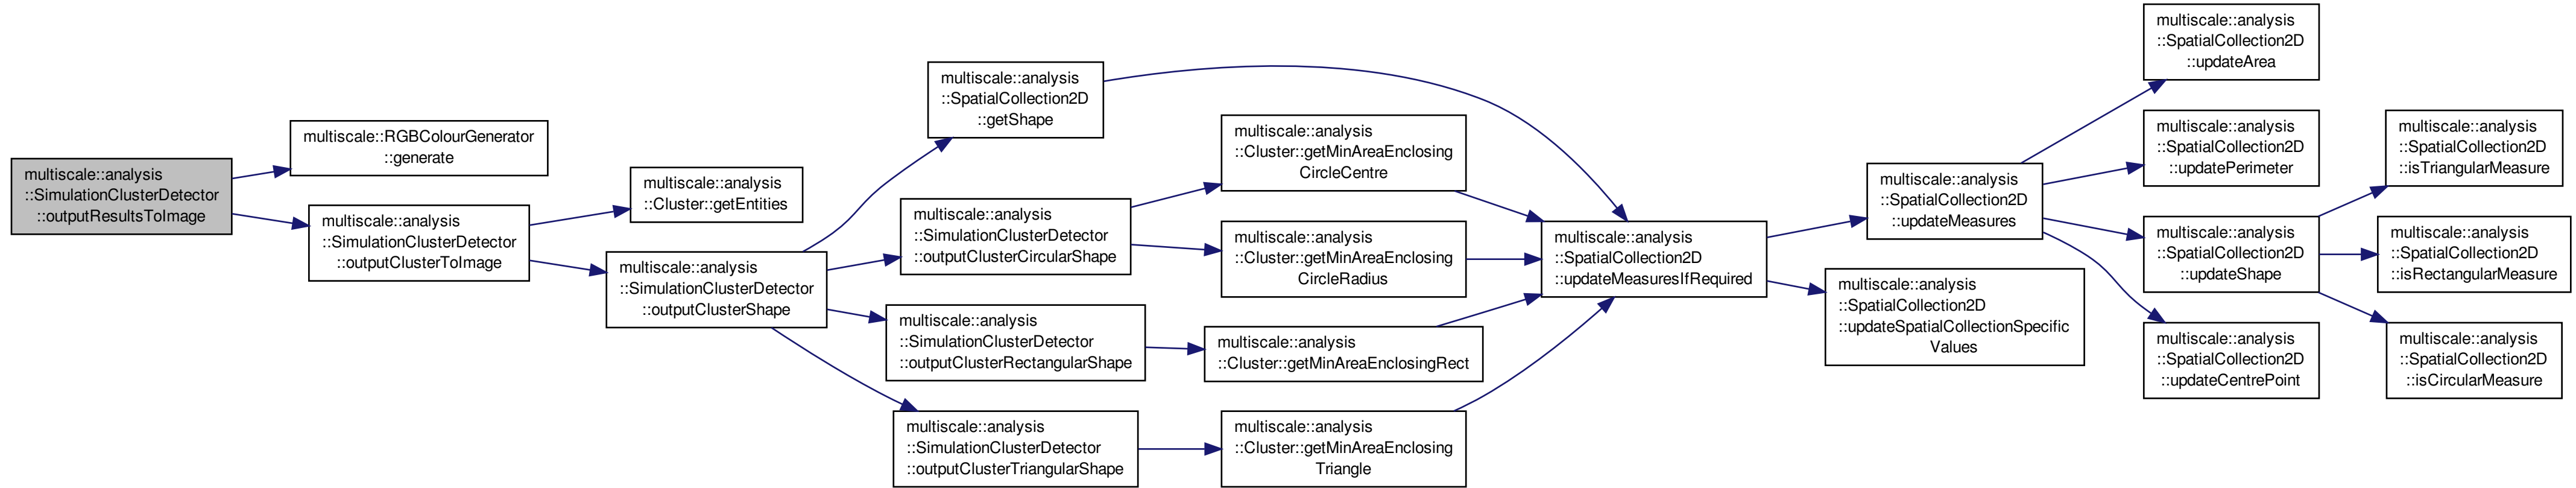 multiscale::analysis
::SimulationClusterDetector
::outputResultsToImage
multiscale::RGBColourGenerator
::generate
multiscale::analysis
::SimulationClusterDetector
::outputClusterToImage
multiscale::analysis
::Cluster::getEntities
multiscale::analysis
::SimulationClusterDetector
::outputClusterShape
multiscale::analysis
::SpatialCollection2D
::getShape
multiscale::analysis
::SimulationClusterDetector
::outputClusterCircularShape
multiscale::analysis
::SimulationClusterDetector
::outputClusterRectangularShape
multiscale::analysis
::SimulationClusterDetector
::outputClusterTriangularShape
multiscale::analysis
::Cluster::getMinAreaEnclosing
CircleCentre
multiscale::analysis
::Cluster::getMinAreaEnclosing
CircleRadius
multiscale::analysis
::Cluster::getMinAreaEnclosingRect
multiscale::analysis
::Cluster::getMinAreaEnclosing
Triangle
multiscale::analysis
::SpatialCollection2D
::updateMeasuresIfRequired
multiscale::analysis
::SpatialCollection2D
::updateMeasures
multiscale::analysis
::SpatialCollection2D
::updateSpatialCollectionSpecific
Values
multiscale::analysis
::SpatialCollection2D
::updateArea
multiscale::analysis
::SpatialCollection2D
::updatePerimeter
multiscale::analysis
::SpatialCollection2D
::updateShape
multiscale::analysis
::SpatialCollection2D
::updateCentrePoint
multiscale::analysis
::SpatialCollection2D
::isTriangularMeasure
multiscale::analysis
::SpatialCollection2D
::isRectangularMeasure
multiscale::analysis
::SpatialCollection2D
::isCircularMeasure